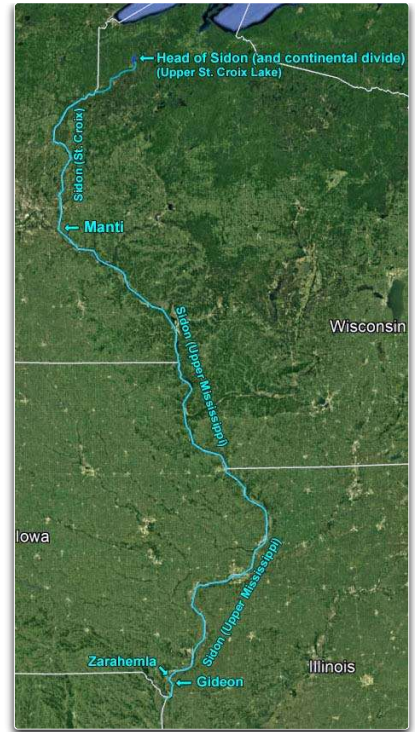 ← Head of Sidon (and continental divide)
(Upper St. Croix Lake)
Sidon (St. Croix)
← Manti
Sidon (Upper Mississippi)
Wisconsin
Iowa
Sidon (Upper Mississippi)
Zarahemla
Illinois
← Gideon